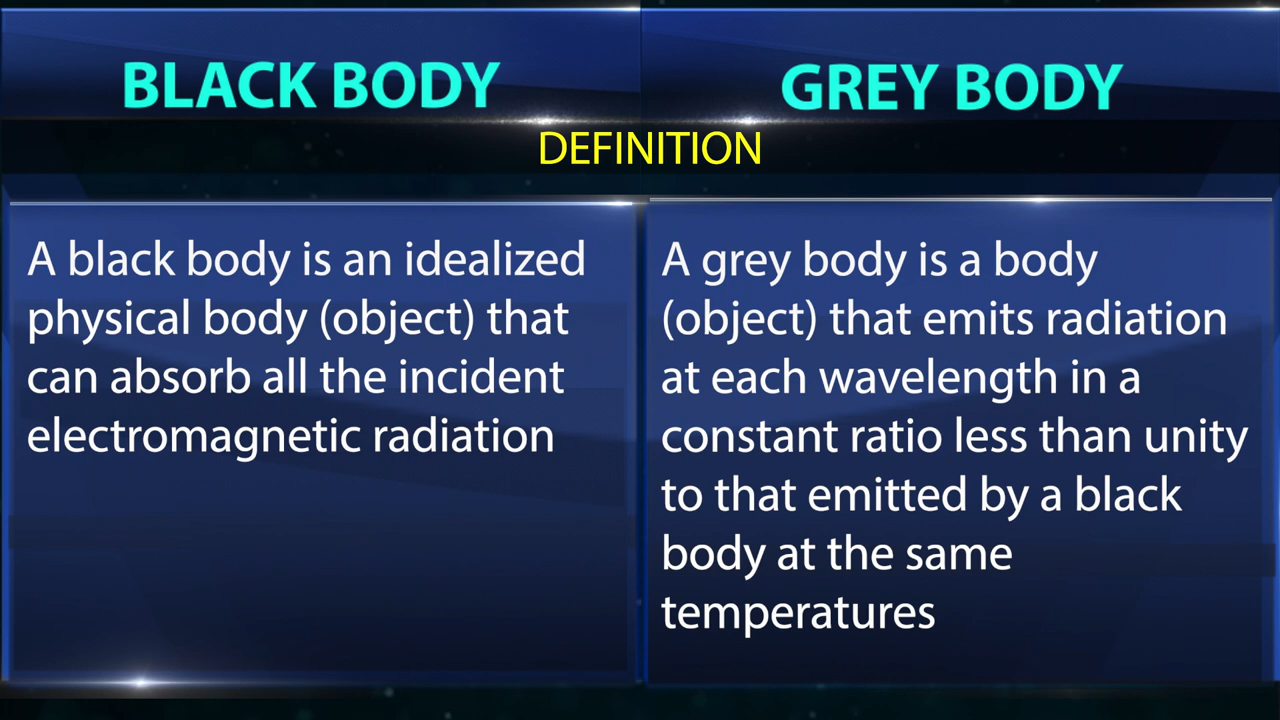 BLACK BODY
GREY BODY
DEFINITION
A black body is an idealized
physical body (object) that
can absorb all the incident
electromagnetic radiation
A grey body is a body
(object) that emits radiation
at each wavelength in a
constant ratio less than unity
to that emitted by a black
body at the same
temperatures